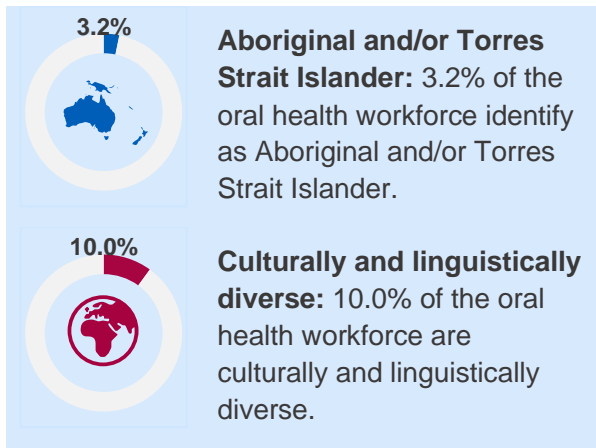 3.2%
Aboriginal and/or Torres
Strait Islander: 3.2% of the
oral health workforce identify
as Aboriginal and/or Torres
Strait Islander.
10.0%
Culturally and linguistically
diverse: 10.0% of the oral
health workforce are
culturally and linguistically
diverse.